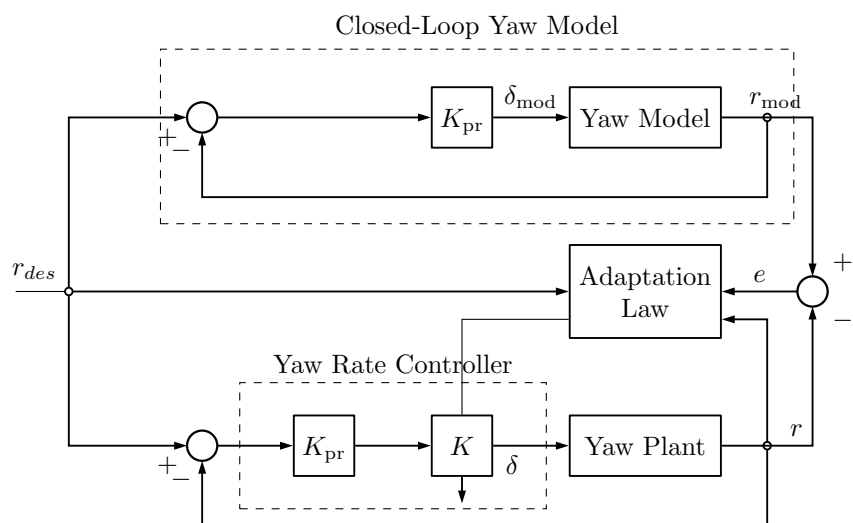 Closed-Loop Yaw Model
K_pr
δ_mod
Yaw Model
r_mod
+
−
r_des
Adaptation
Law
e
+
−
Yaw Rate Controller
K_pr
K
δ
Yaw Plant
r
+
−